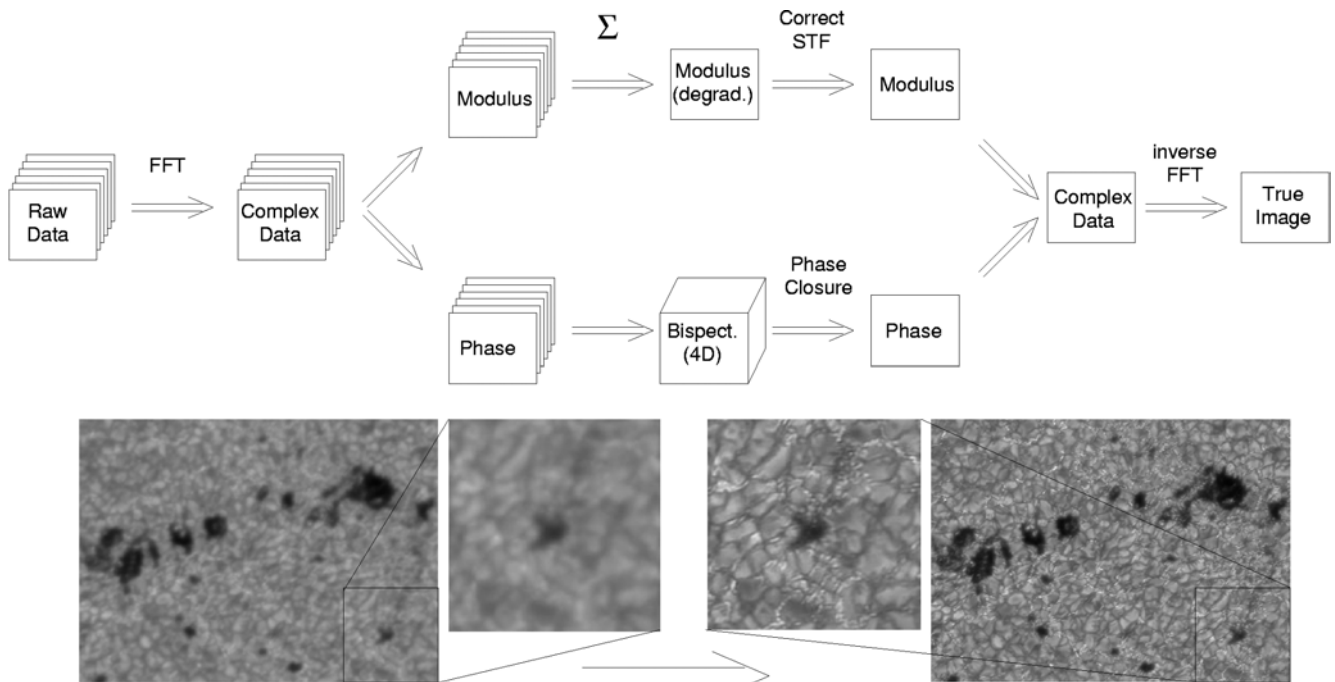 Raw
Data
FFT
Complex
Data
Modulus
Σ
Modulus
(degrad.)
Correct
STF
Modulus
Phase
Bispect.
(4D)
Phase
Closure
Phase
Complex
Data
inverse
FFT
True
Image